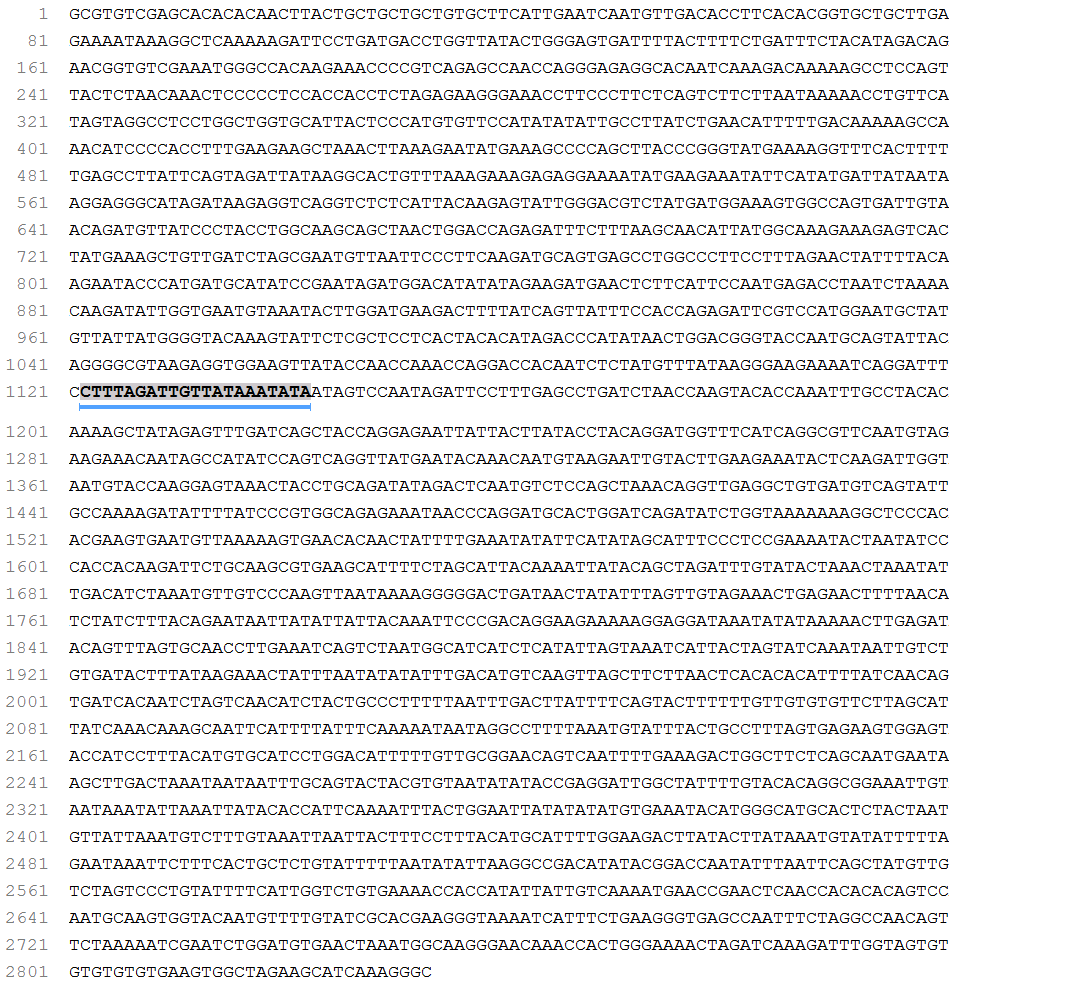 1 GCGTGTCGAGCACACACAACTTACTGCTGCTGCTGTGCTTCATTGAATCAATGTTGACACCTTCACACGGTGCTGCTTGA
81 GAAAATAAAGGCTCAAAAAGATTCCTGATGACCTGGTTATACTGGGAGTGATTTTACTTTTCTGATTTCTACATAGACAG
161 AACGGTGTCGAAATGGGCCACAAGAAACCCCGTCAGAGCCAACCAGGGAGAGGCACAATCAAAGACAAAAAGCCTCCAGT
241 TACTCTAACAAACTCCCCCTCCACCACCTCTAGAGAAGGGAAACCTTCCCTTCTCAGTCTTCTTAATAAAAACCTGTTCA
321 TAGTAGGCCTCCTGGCTGGTGCATTACTCCCATGTGTTCCATATATATTGCCTTATCTGAACATTTTTGACAAAAAGCCA
401 AACATCCCCACCTTTGAAGAAGCTAAACTTAAAGAATATGAAAGCCCCAGCTTACCCGGGTATGAAAAGGTTTCACTTTT
481 TGAGCCTTATTCAGTAGATTATAAGGCACTGTTTAAAGAAAGAGAGGAAAATATGAAGAAATATTCATATGATTATAATA
561 AGGAGGGCATAGATAAGAGGTCAGGTCTCTCATTACAAGAGTATTGGGACGTCTATGATGGAAAGTGGCCAGTGATTGTA
641 ACAGATGTTATCCCTACCTGGCAAGCAGCTAACTGGACCAGAGATTTCTTTAAGCAACATTATGGCAAAGAAAGAGTCAC
721 TATGAAAGCTGTTGATCTAGCGAATGTTAATTCCCTTCAAGATGCAGTGAGCCTGGCCCTTCCTTTAGAACTATTTTACA
801 AGAATACCCATGATGCATATCCGAATAGATGGACATATATAGAAGATGAACTCTTCATTCCAATGAGACCTAATCTAAAA
881 CAAGATATTGGTGAATGTAAATACTTGGATGAAGACTTTTATCAGTTATTTCCACCAGAGATTCGTCCATGGAATGCTAT
961 GTTATTATGGGGTACAAAGTATTCTCGCTCCTCACTACACATAGACCCATATAACTGGACGGGTACCAATGCAGTATTAC
1041 AGGGGCGTAAGAGGTGGAAGTTATACCAACCAAACCAGGACCACAATCTCTATGTTTATAAGGGAAGAAAATCAGGATTT
1121 CCTTTAGATTGTTATAAATATAATAGTCCAATAGATTCCTTTGAGCCTGATCTAACCAAGTACACCAAATTTGCCTACAC
1201 AAAAGCTATAGAGTTTGATCAGCTACCAGGAGAATTATTACTTATACCTACAGGATGGTTTCATCAGGCGTTCAATGTAG
1281 AAGAAACAATAGCCATATCCAGTCAGGTTATGAATACAAACAATGTAAGAATTGTACTTGAAGAAATACTCAAGATTGGT
1361 AATGTACCAAGGAGTAAACTACCTGCAGATATAGACTCAATGTCTCCAGCTAAACAGGTTGAGGCTGTGATGTCAGTATT
1441 GCCAAAAGATATTTTATCCCGTGGCAGAGAAATAACCCAGGATGCACTGGATCAGATATCTGGTAAAAAAAGGCTCCCAC
1521 ACGAAGTGAATGTTAAAAAGTGAACACAACTATTTTGAAATATATTCATATAGCATTTCCCTCCGAAAATACTAATATCC
1601 CACCACAAGATTCTGCAAGCGTGAAGCATTTTCTAGCATTACAAAATTATACAGCTAGATTTGTATACTAAACTAAATAT
1681 TGACATCTAAATGTTGTCCCAAGTTAATAAAAGGGGGACTGATAACTATATTTAGTTGTAGAAACTGAGAACTTTTAACA
1761 TCTATCTTTACAGAATAATTATATTATTACAAATTCCCGACAGGAAGAAAAAGGAGGATAAATATATAAAAACTTGAGAT
1841 ACAGTTTAGTGCAACCTTGAAATCAGTCTAATGGCATCATCTCATATTAGTAAATCATTACTAGTATCAAATAATTGTCT
1921 GTGATACTTTATAAGAAACTATTTAATATATATTTGACATGTCAAGTTAGCTTCTTAACTCACACACATTTTATCAACAG
2001 TGATCACAATCTAGTCAACATCTACTGCCCTTTTTAATTTGACTTATTTTCAGTACTTTTTTGTTGTGTGTTCTTAGCAT
2081 TATCAAACAAAGCAATTCATTTTATTTCAAAAATAATAGGCCTTTTAAATGTATTTACTGCCTTTAGTGAGAAGTGGAGT
2161 ACCATCCTTTACATGTGCATCCTGGACATTTTTGTTGCGGAACAGTCAATTTTGAAAGACTGGCTTCTCAGCAATGAATA
2241 AGCTTGACTAAATAATAATTTGCAGTACTACGTGTAATATATACCGAGGATTGGCTATTTTGTACACAGGCGGAAATTGT
2321 AATAAATATTAAATTATACACCATTCAAAATTTACTGGAATTATATATATGTGAAATACATGGGCATGCACTCTACTAAT
2401 GTTATTAAATGTCTTTGTAAATTAATTACTTTCCTTTACATGCATTTTGGAAGACTTATACTTATAAATGTATATTTTTA
2481 GAATAAATTCTTTCACTGCTCTGTATTTTTAATATATTAAGGCCGACATATACGGACCAATATTTAATTCAGCTATGTTG
2561 TCTAGTCCCTGTATTTTCATTGGTCTGTGAAAACCACCATATTATTGTCAAAATGAACCGAACTCAACCACACACAGTCC
2641 AATGCAAGTGGTACAATGTTTTGTATCGCACGAAGGGTAAAATCATTTCTGAAGGGTGAGCCAATTTCTAGGCCAACAGT
2721 TCTAAAAATCGAATCTGGATGTGAACTAAATGGCAAGGGAACAAACCACTGGGAAAACTAGATCAAAGATTTGGTAGTGT
2801 GTGTGTGTGAAGTGGCTAGAAGCATCAAAGGGC